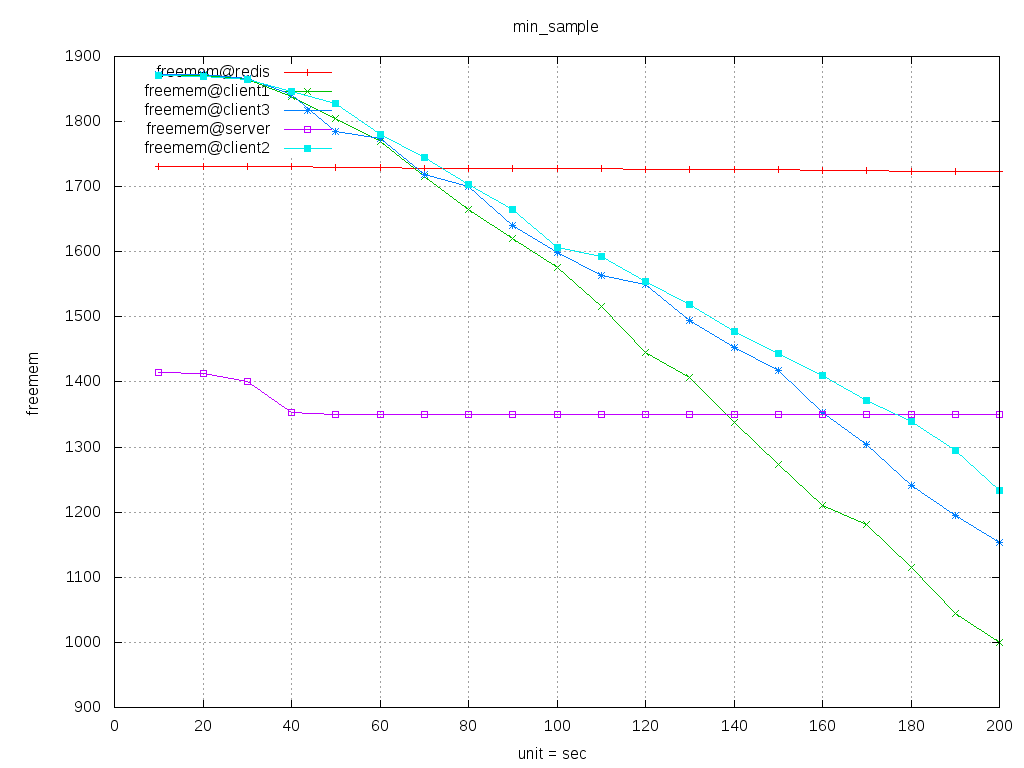 min_sample
1900
1800
1700
1600
1500
1400
1300
1200
1100
1000
900
freemem
freemem@redis
freemem@client1
freemem@client3
freemem@server
freemem@client2
0 20 40 60 80 100 120 140 160 180 200
unit = sec